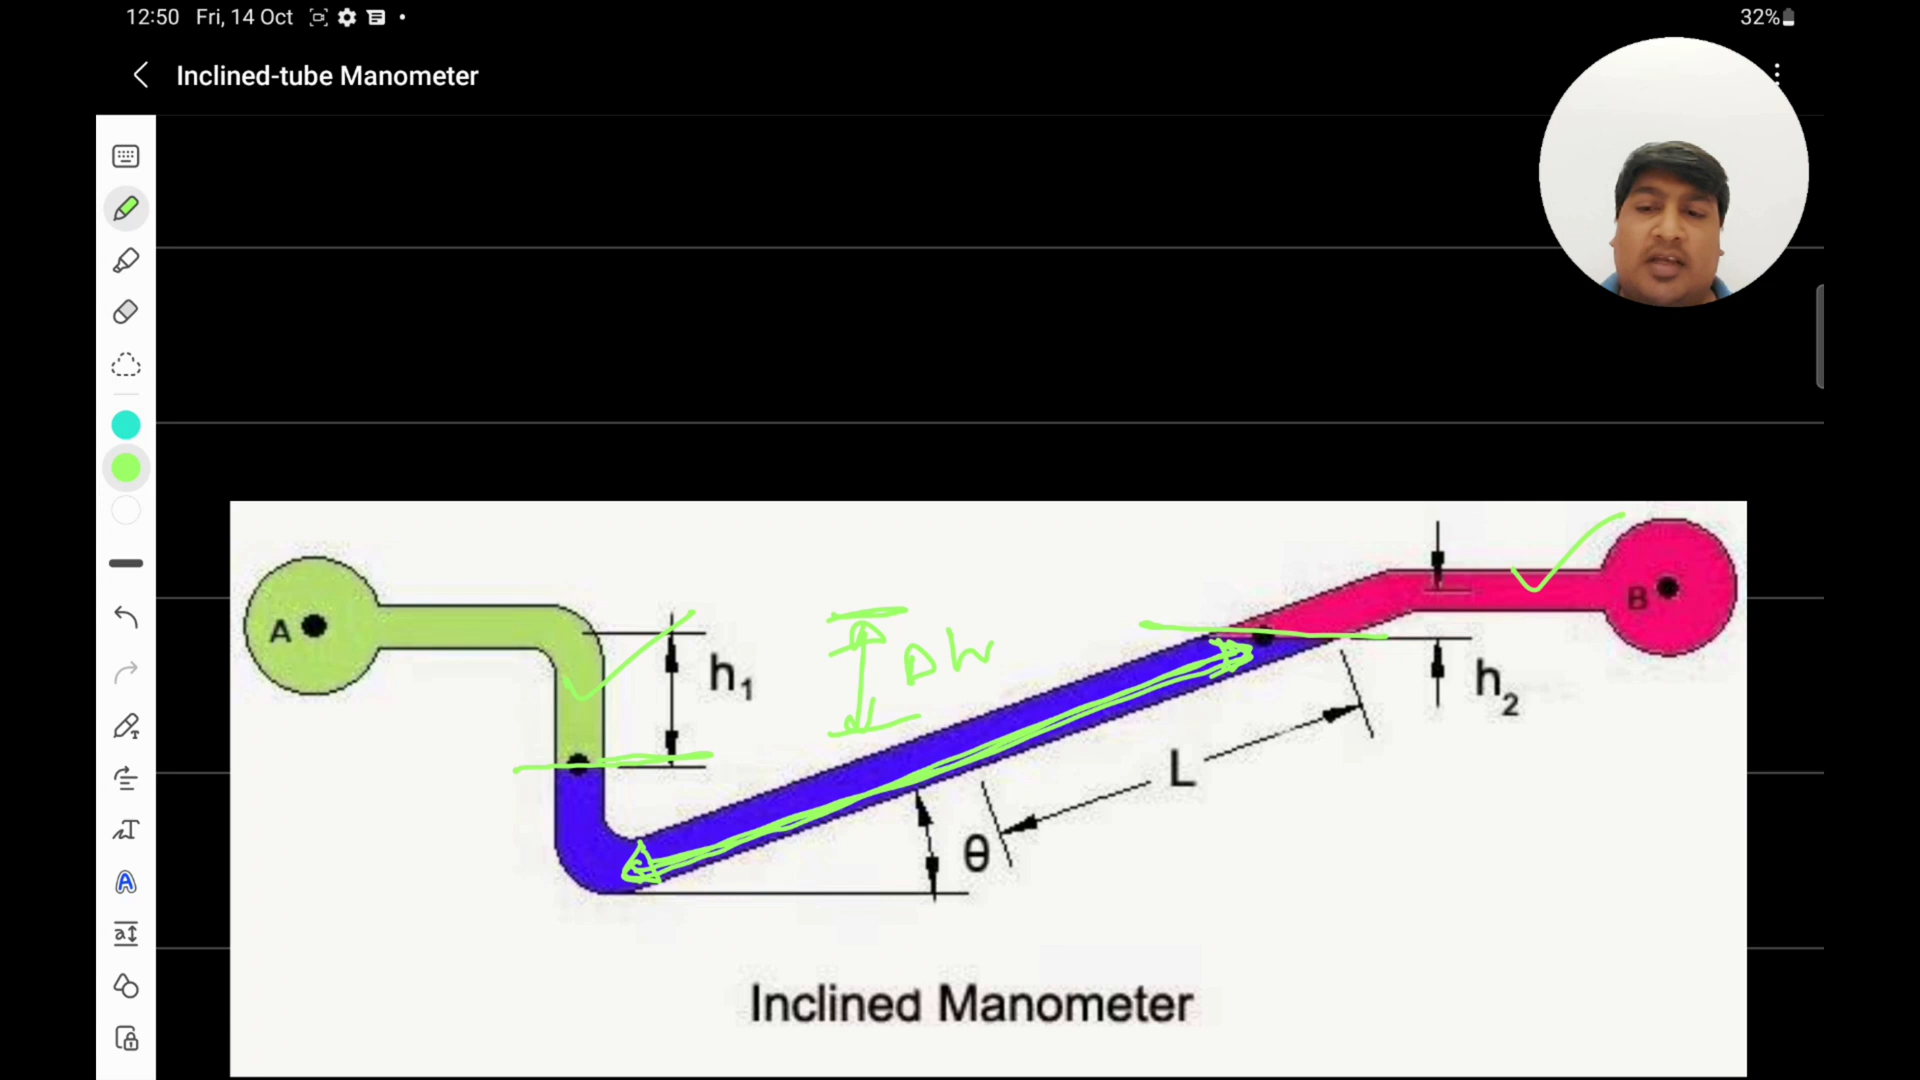 12:50 Fri, 14 Oct
32%
Inclined-tube Manometer
A
B
h1
Δh
h2
L
θ
Inclined Manometer